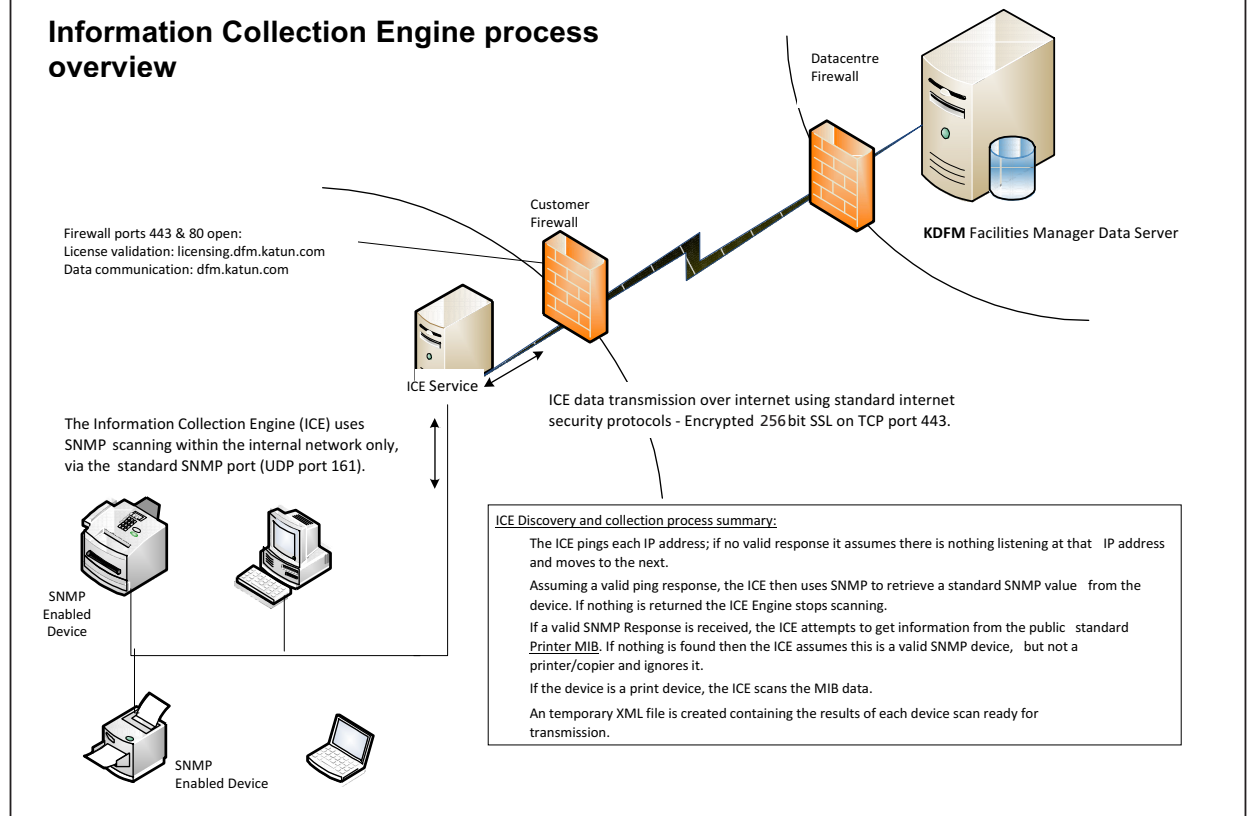 Information Collection Engine process
overview
Datacentre
Firewall
Customer
Firewall
KDFM Facilities Manager Data Server
Firewall ports 443 & 80 open:
License validation: licensing.dfm.katun.com
Data communication: dfm.katun.com
ICE Service
ICE data transmission over internet using standard internet
security protocols - Encrypted 256bit SSL on TCP port 443.
The Information Collection Engine (ICE) uses
SNMP scanning within the internal network only,
via the standard SNMP port (UDP port 161).
SNMP
Enabled
Device
SNMP
Enabled Device
ICE Discovery and collection process summary:
The ICE pings each IP address; if no valid response it assumes there is nothing listening at that IP address
and moves to the next.
Assuming a valid ping response, the ICE then uses SNMP to retrieve a standard SNMP value from the
device. If nothing is returned the ICE Engine stops scanning.
If a valid SNMP Response is received, the ICE attempts to get information from the public standard
Printer MIB. If nothing is found then the ICE assumes this is a valid SNMP device, but not a
printer/copier and ignores it.
If the device is a print device, the ICE scans the MIB data.
An temporary XML file is created containing the results of each device scan ready for
transmission.